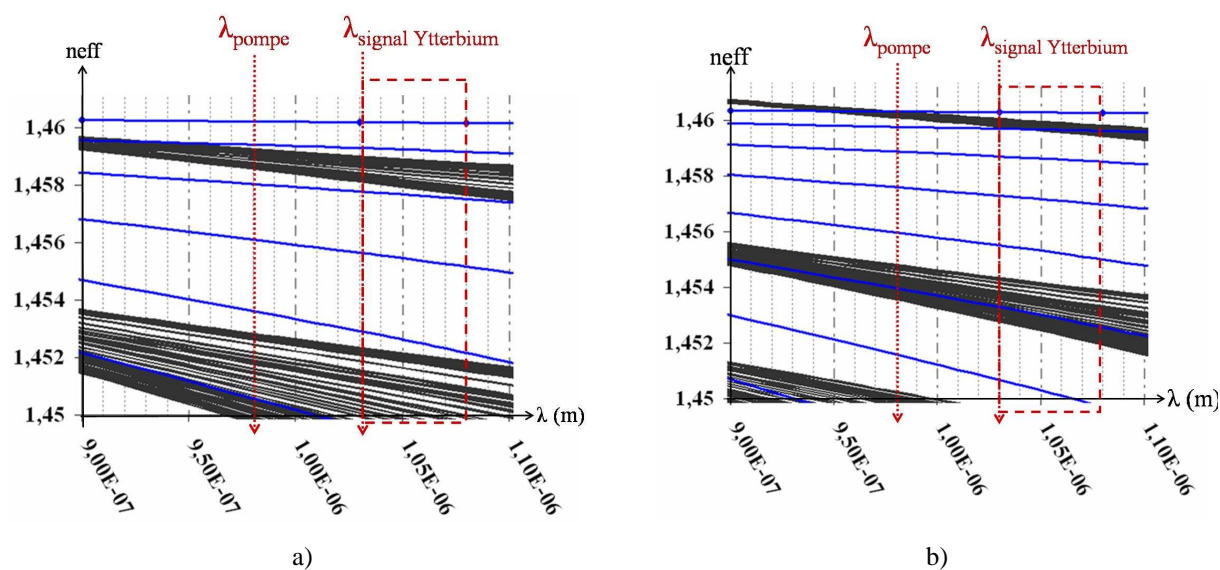 λpompe
λsignal Ytterbium
neff
1,46
1,458
1,456
1,454
1,452
1,45
λ (m)
9,00E-07
9,50E-07
1,00E-06
1,05E-06
1,10E-06
a)
λpompe
λsignal Ytterbium
neff
1,46
1,458
1,456
1,454
1,452
1,45
λ (m)
9,00E-07
9,50E-07
1,00E-06
1,05E-06
1,10E-06
b)